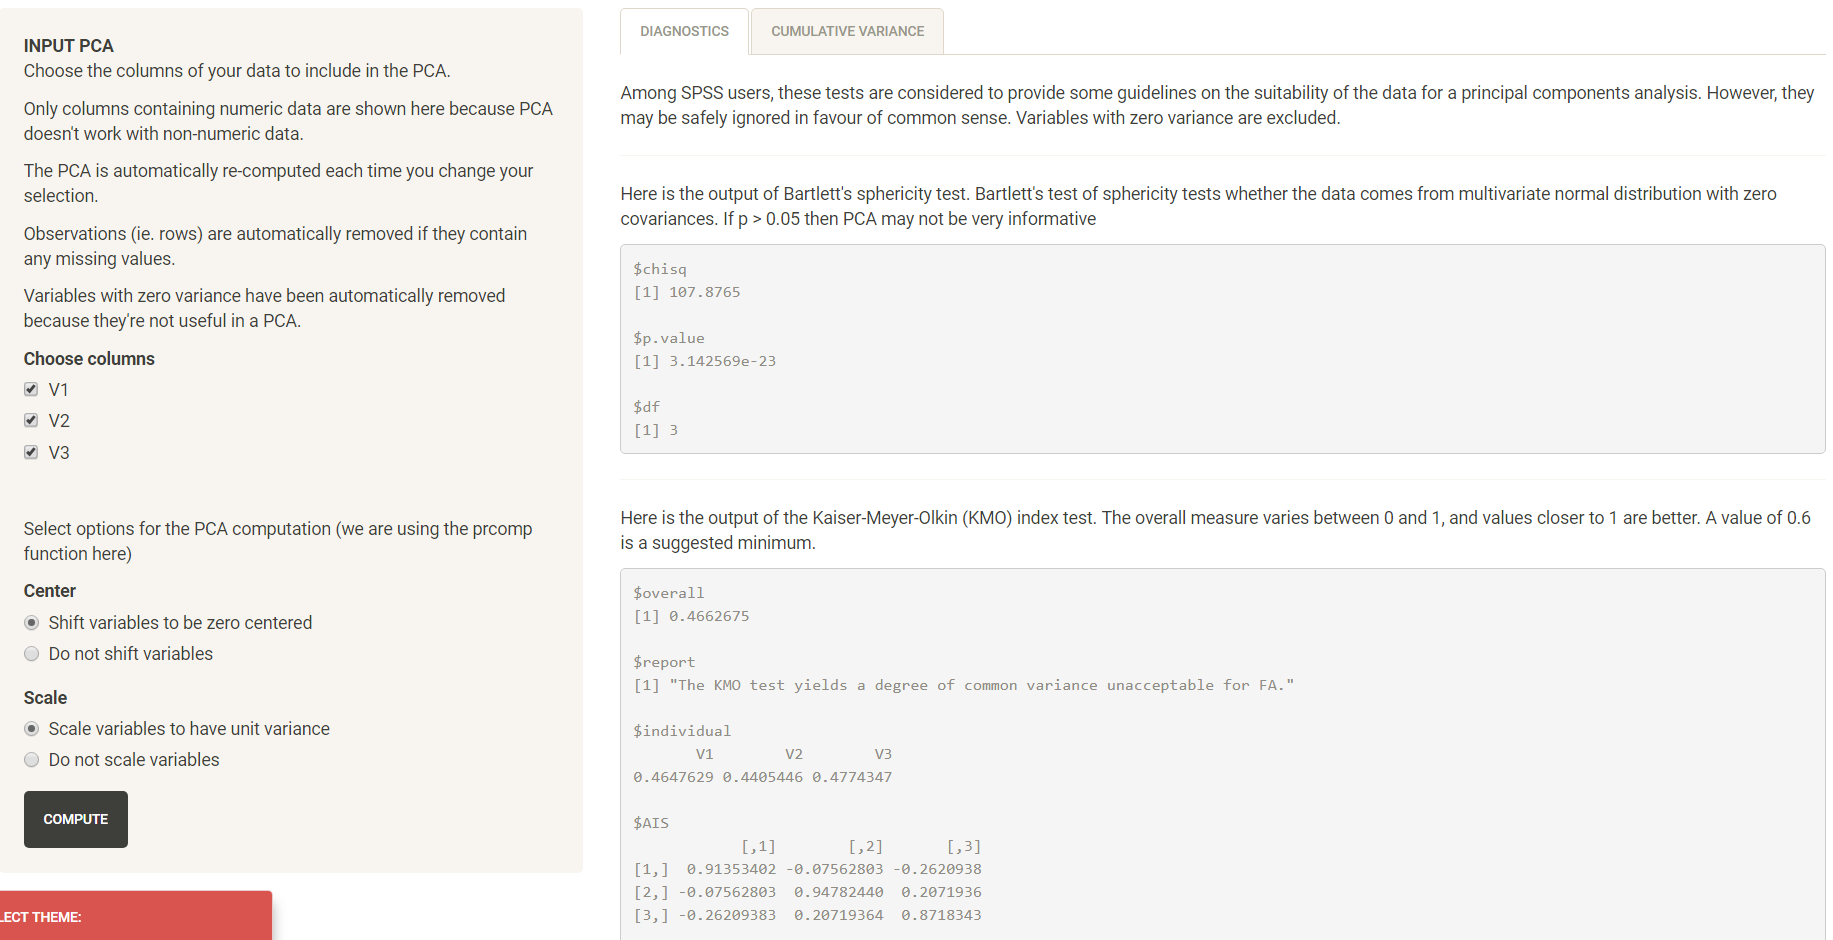 INPUT PCA
Choose the columns of your data to include in the PCA.
Only columns containing numeric data are shown here because PCA
doesn't work with non-numeric data.
The PCA is automatically re-computed each time you change your
selection.
Observations (ie. rows) are automatically removed if they contain
any missing values.
Variables with zero variance have been automatically removed
because they're not useful in a PCA.
Choose columns
V1
V2
V3
Select options for the PCA computation (we are using the prcomp
function here)
Center
Shift variables to be zero centered
Do not shift variables
Scale
Scale variables to have unit variance
Do not scale variables
COMPUTE
LECT THEME:
DIAGNOSTICS
CUMULATIVE VARIANCE
Among SPSS users, these tests are considered to provide some guidelines on the suitability of the data for a principal components analysis. However, they
may be safely ignored in favour of common sense. Variables with zero variance are excluded.
Here is the output of Bartlett's sphericity test. Bartlett's test of sphericity tests whether the data comes from multivariate normal distribution with zero
covariances. If p > 0.05 then PCA may not be very informative
$chisq
[1] 107.8765
$p.value
[1] 3.142569e-23
$df
[1] 3
Here is the output of the Kaiser-Meyer-Olkin (KMO) index test. The overall measure varies between 0 and 1, and values closer to 1 are better. A value of 0.6
is a suggested minimum.
$overall
[1] 0.4662675
$report
[1] "The KMO test yields a degree of common variance unacceptable for FA."
$individual
V1 V2 V3
0.4647629 0.4405446 0.4774347
$AIS
[,1] [,2] [,3]
[1,] 0.91353402 -0.07562803 -0.2620938
[2,] -0.07562803 0.94782440 0.2071936
[3,] -0.26209383 0.20719364 0.8718343